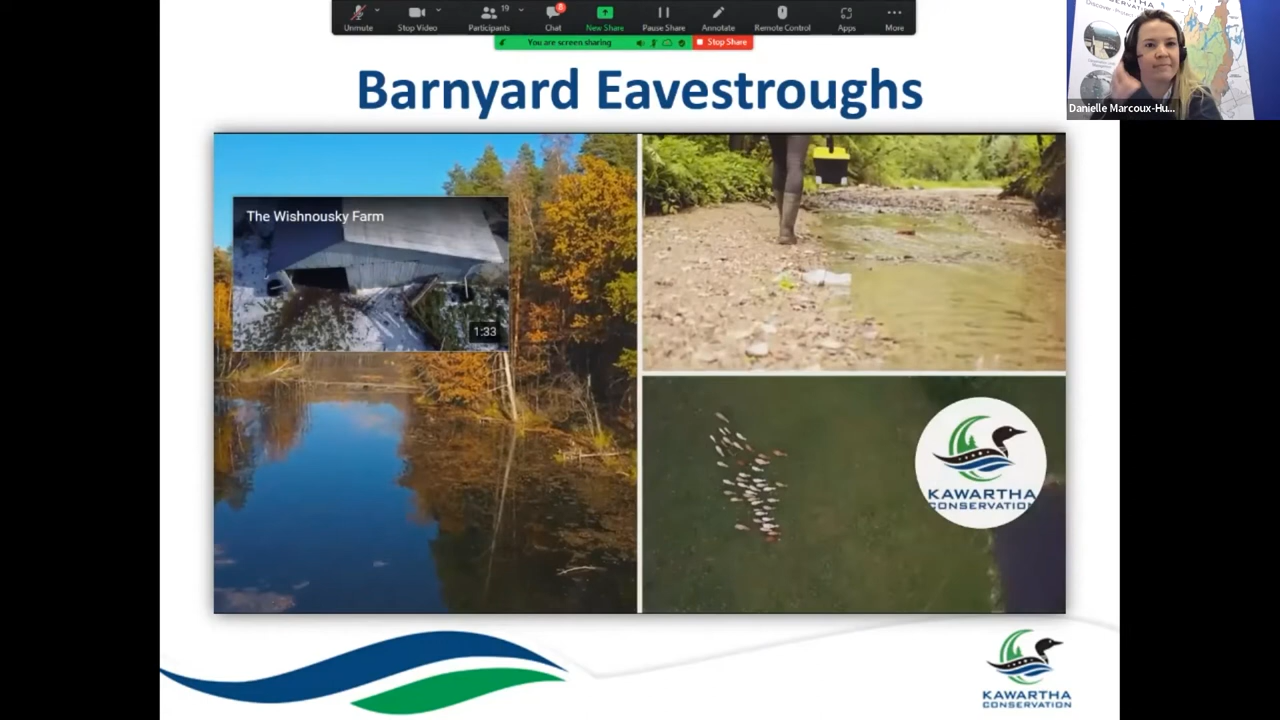 Unmute
Stop Video
Participants
19
Chat
8
New Share
Pause Share
Annotate
Remote Control
Apps
More
You are screen sharing
Stop Share
Danielle Marcoux-Hu...
Barnyard Eavestroughs
The Wishnousky Farm
1:33
KAWARTHA
CONSERVATION
KAWARTHA
CONSERVATION